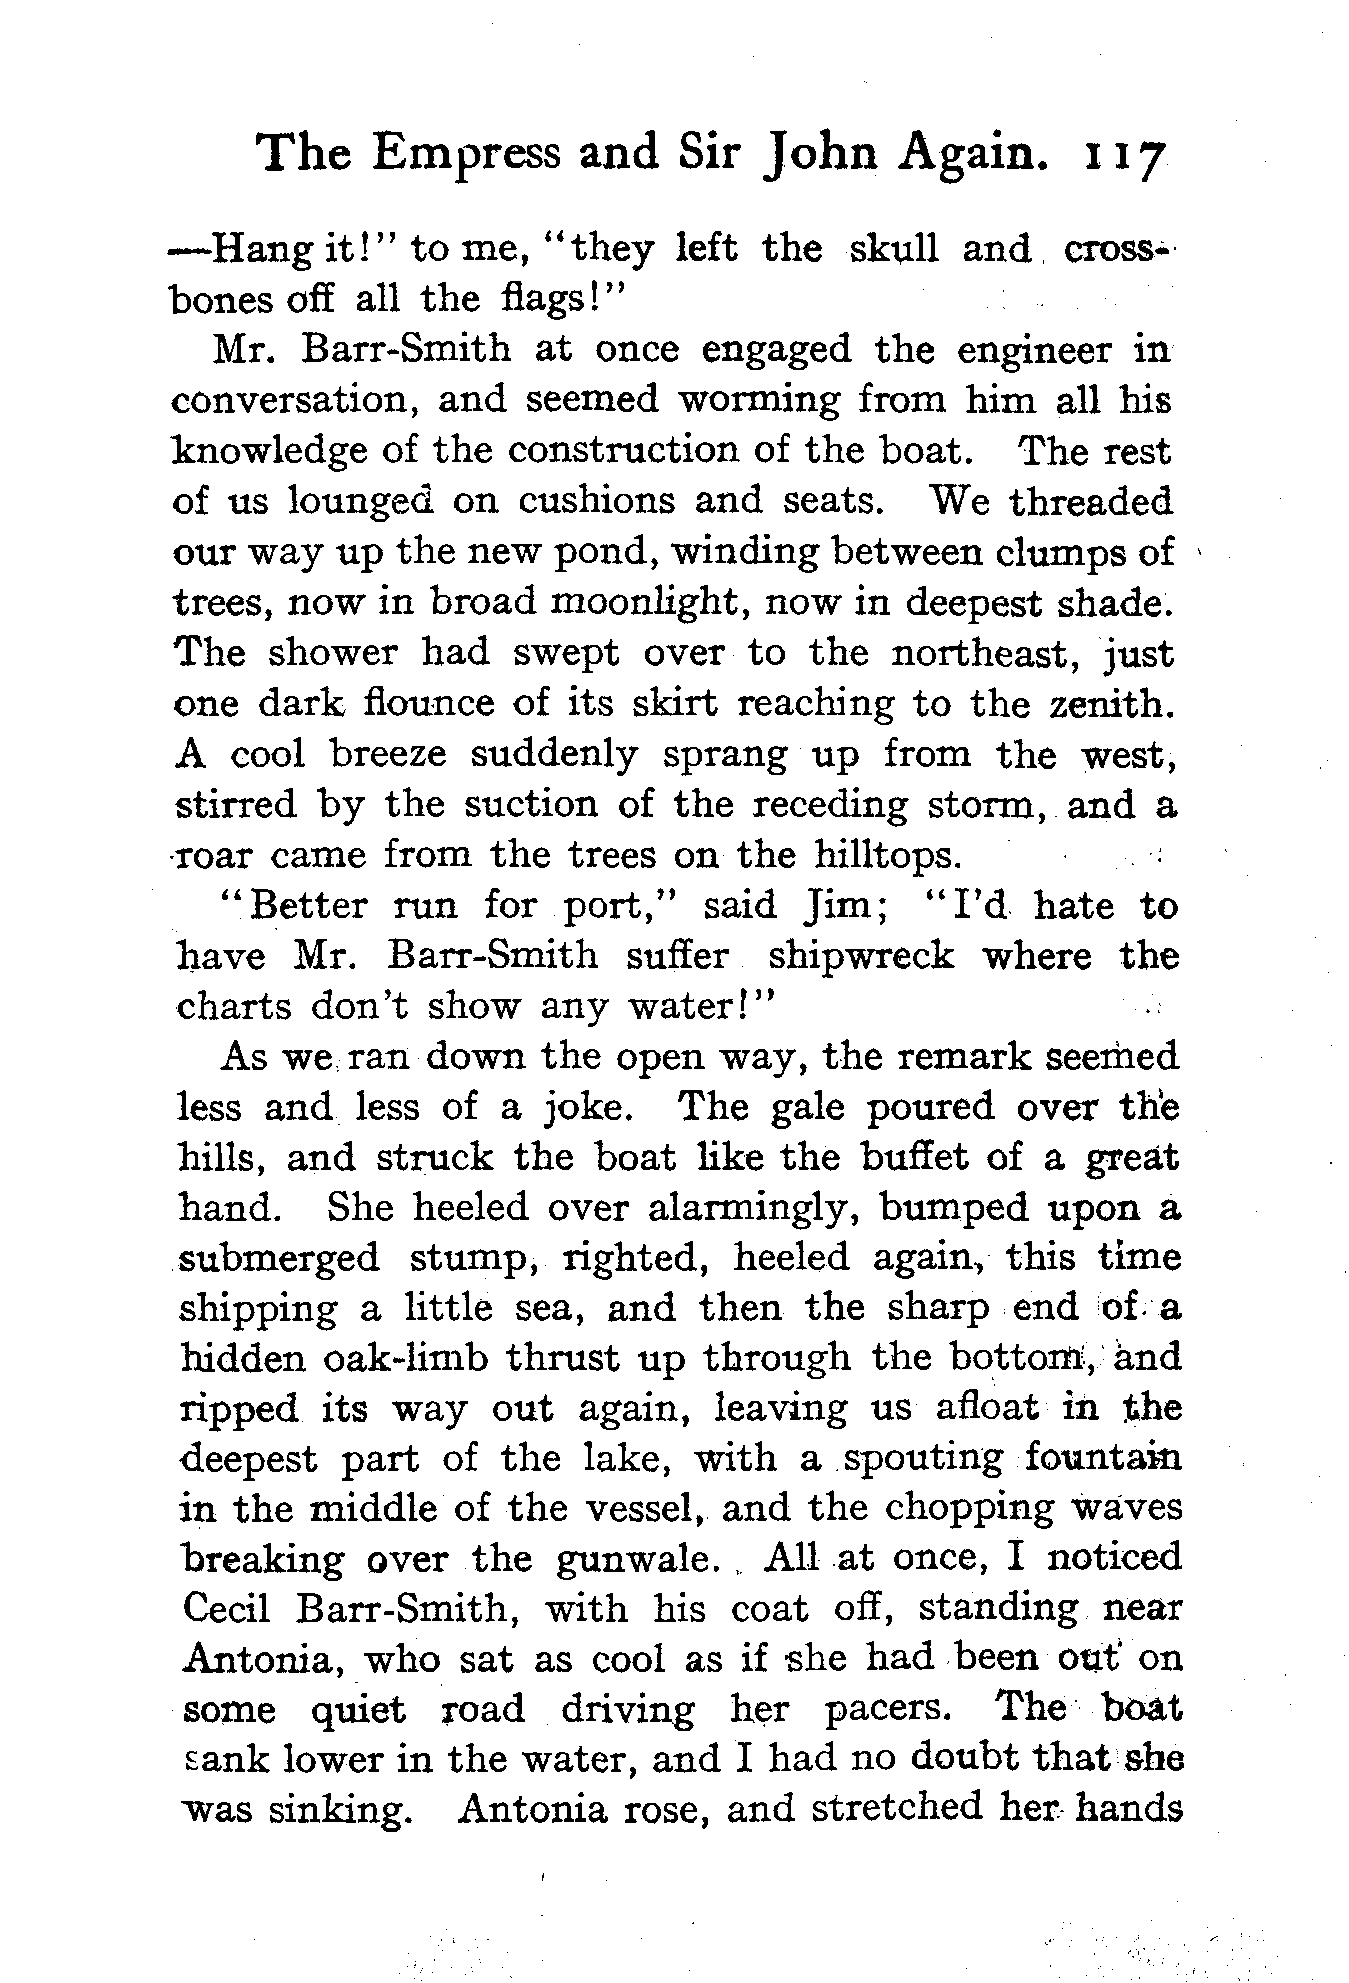 The Empress and Sir John Again. 117
—Hang it!" to me, "they left the skull and cross-
bones off all the flags!"
Mr. Barr-Smith at once engaged the engineer in
conversation, and seemed worming from him all his
knowledge of the construction of the boat. The rest
of us lounged on cushions and seats. We threaded
our way up the new pond, winding between clumps of
trees, now in broad moonlight, now in deepest shade.
The shower had swept over to the northeast, just
one dark flounce of its skirt reaching to the zenith.
A cool breeze suddenly sprang up from the west,
stirred by the suction of the receding storm, and a
roar came from the trees on the hilltops.
"Better run for port," said Jim; "I'd hate to
have Mr. Barr-Smith suffer shipwreck where the
charts don't show any water!"
As we ran down the open way, the remark seemed
less and less of a joke. The gale poured over the
hills, and struck the boat like the buffet of a great
hand. She heeled over alarmingly, bumped upon a
submerged stump, righted, heeled again, this time
shipping a little sea, and then the sharp end of a
hidden oak-limb thrust up through the bottom, and
ripped its way out again, leaving us afloat in the
deepest part of the lake, with a spouting fountain
in the middle of the vessel, and the chopping waves
breaking over the gunwale. All at once, I noticed
Cecil Barr-Smith, with his coat off, standing near
Antonia, who sat as cool as if she had been out on
some quiet road driving her pacers. The boat
sank lower in the water, and I had no doubt that she
was sinking. Antonia rose, and stretched her hands